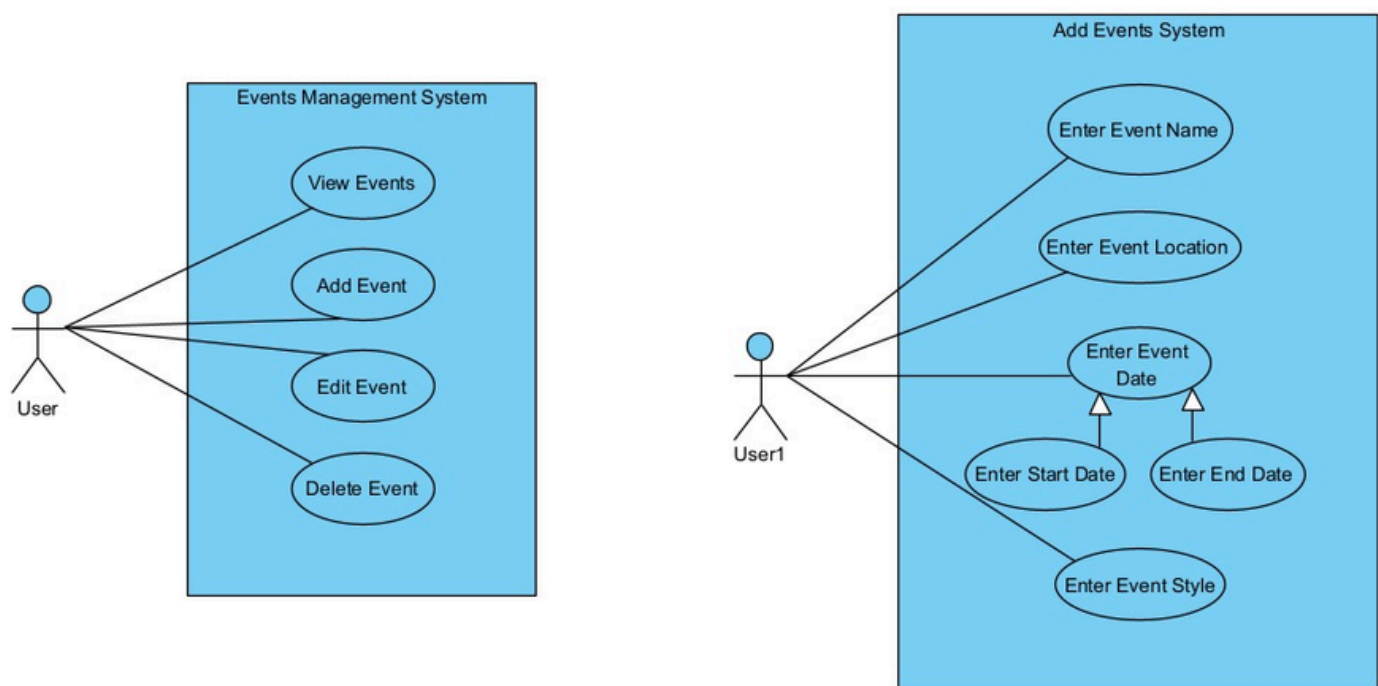 Events Management System
View Events
Add Event
Edit Event
Delete Event
User
Add Events System
Enter Event Name
Enter Event Location
Enter Event
Date
Enter Start Date
Enter End Date
Enter Event Style
User1